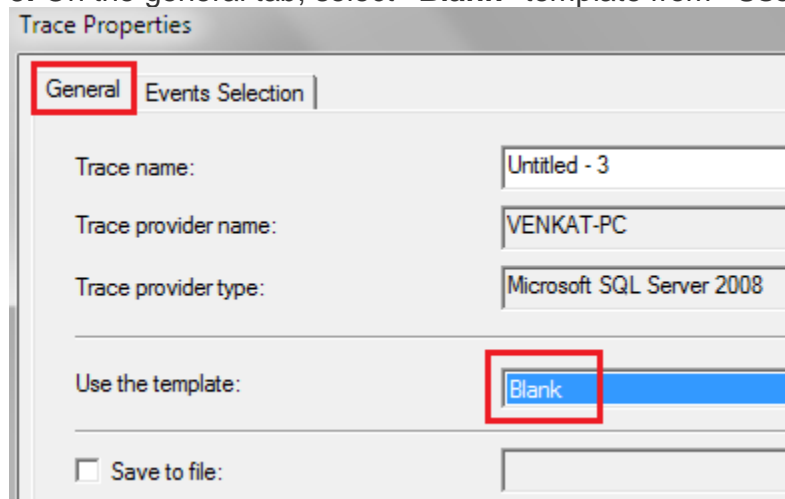 Trace Properties
General Events Selection
Trace name: Untitled - 3
Trace provider name: VENKAT-PC
Trace provider type: Microsoft SQL Server 2008
Use the template: Blank
Save to file: